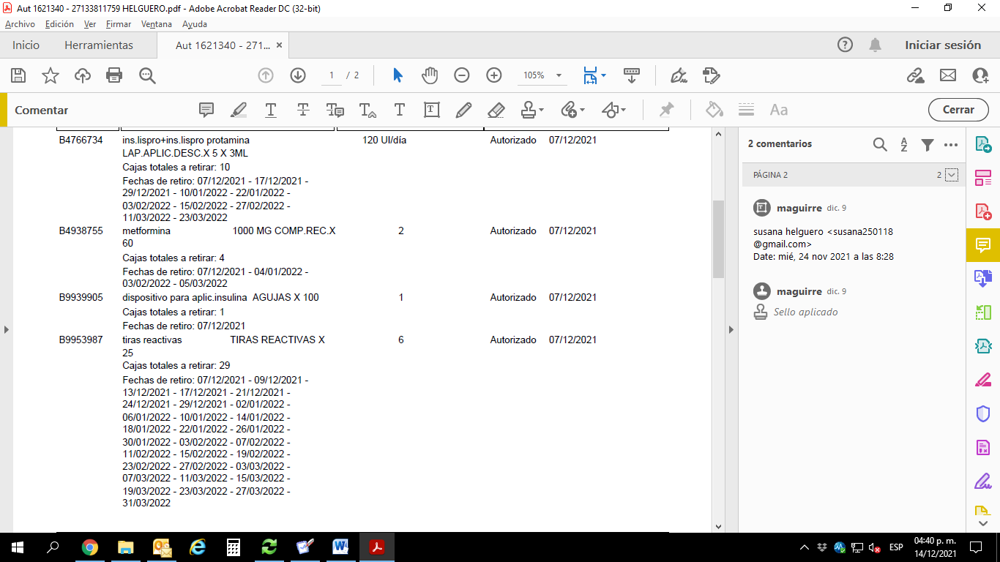 Aut 1621340 - 27133811759 HELGUERO.pdf - Adobe Acrobat Reader DC (32-bit)
Archivo Edición Ver Firmar Ventana Ayuda
Inicio Herramientas Aut 1621340 - 271... × Iniciar sesión
1 / 2 105%
Comentar Cerrar
B4766734 ins.lispro+ins.lispro protamina 120 UI/día Autorizado 07/12/2021
LAP.APLIC.DESC.X 5 X 3ML
Cajas totales a retirar: 10
Fechas de retiro: 07/12/2021 - 17/12/2021 -
29/12/2021 - 10/01/2022 - 22/01/2022 -
03/02/2022 - 15/02/2022 - 27/02/2022 -
11/03/2022 - 23/03/2022
B4938755 metformina 1000 MG COMP.REC.X 2 Autorizado 07/12/2021
60
Cajas totales a retirar: 4
Fechas de retiro: 07/12/2021 - 04/01/2022 -
03/02/2022 - 05/03/2022
B9939905 dispositivo para aplic.insulina AGUJAS X 100 1 Autorizado 07/12/2021
Cajas totales a retirar: 1
Fechas de retiro: 07/12/2021
B9953987 tiras reactivas TIRAS REACTIVAS X 6 Autorizado 07/12/2021
25
Cajas totales a retirar: 29
Fechas de retiro: 07/12/2021 - 09/12/2021 -
13/12/2021 - 17/12/2021 - 21/12/2021 -
24/12/2021 - 29/12/2021 - 02/01/2022 -
06/01/2022 - 10/01/2022 - 14/01/2022 -
18/01/2022 - 22/01/2022 - 26/01/2022 -
30/01/2022 - 03/02/2022 - 07/02/2022 -
11/02/2022 - 15/02/2022 - 19/02/2022 -
23/02/2022 - 27/02/2022 - 03/03/2022 -
07/03/2022 - 11/03/2022 - 15/03/2022 -
19/03/2022 - 23/03/2022 - 27/03/2022 -
31/03/2022
2 comentarios
PÁGINA 2 2
maguirre dic. 9
susana helguero <susana250118
@gmail.com>
Date: mié, 24 nov 2021 a las 8:28
maguirre dic. 9
Sello aplicado
ESP 04:40 p. m.
14/12/2021